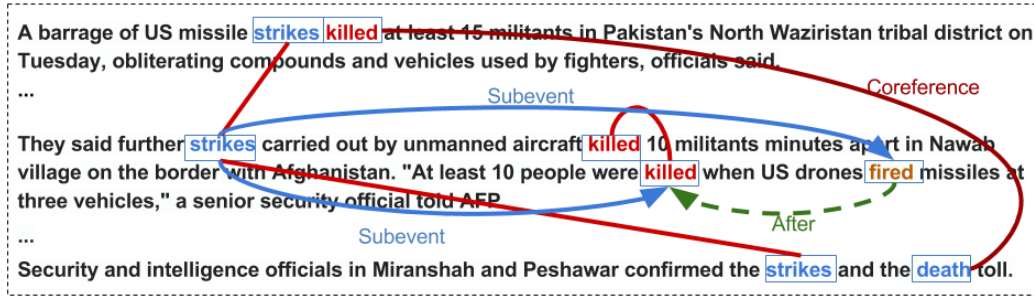 A barrage of US missile strikes killed at least 15 militants in Pakistan's North Waziristan tribal district on
Tuesday, obliterating compounds and vehicles used by fighters, officials said.
...
Coreference
Subevent
They said further strikes carried out by unmanned aircraft killed 10 militants minutes apart in Nawab
village on the border with Afghanistan. "At least 10 people were killed when US drones fired missiles at
three vehicles," a senior security official told AFP
After
...
Subevent
Security and intelligence officials in Miranshah and Peshawar confirmed the strikes and the death toll.